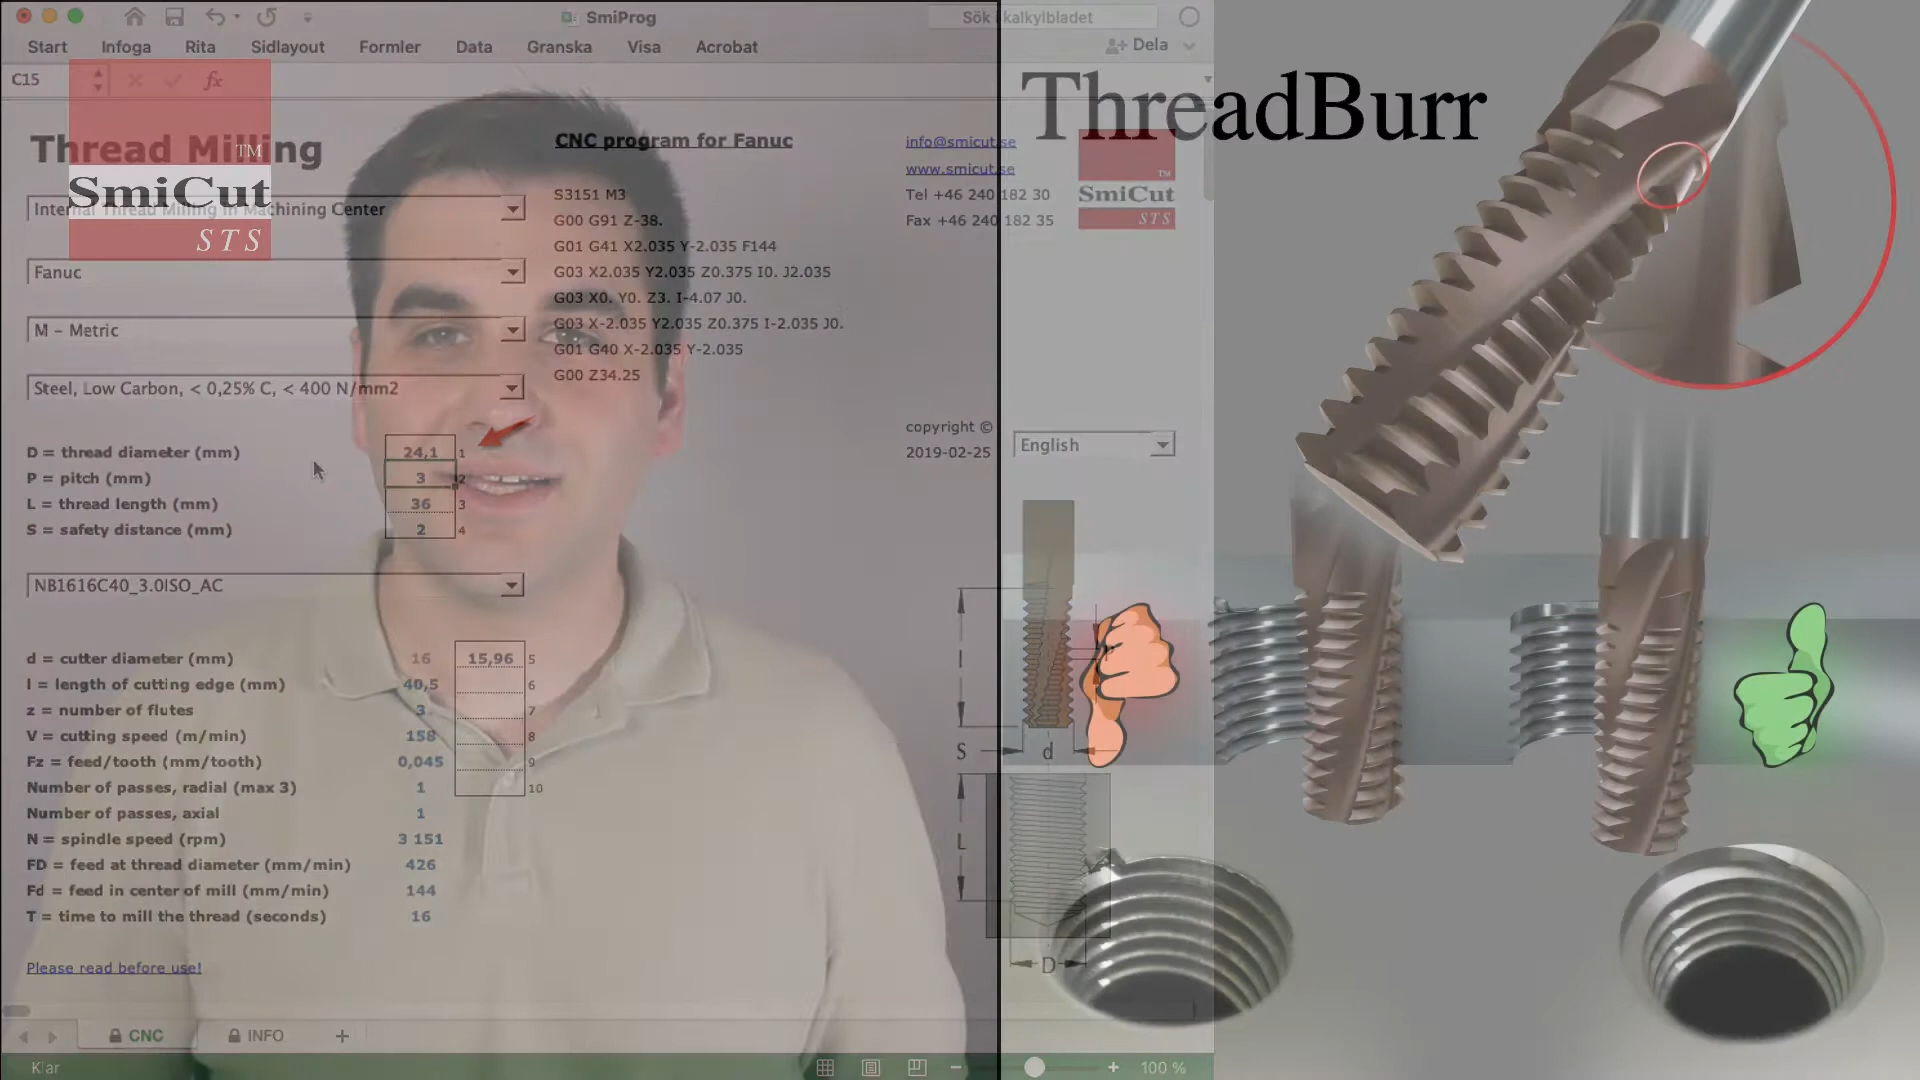 SmiProg
Sök i kalkylbladet
Start Infoga Rita Sidlayout Formler Data Granska Visa Acrobat
Dela
C15
fx
ThreadBurr
Thread Milling
TM
SmiCut
STS
CNC program for Fanuc
info@smicut.se
www.smicut.se
Tel +46 240 182 30
Fax +46 240 182 35
TM
SmiCut
STS
Internal Thread Milling in Machining Center
Fanuc
M - Metric
Steel, Low Carbon, < 0,25% C, < 400 N/mm2
S3151 M3
G00 G91 Z-38.
G01 G41 X2.035 Y-2.035 F144
G03 X2.035 Y2.035 Z0.375 I0. J2.035
G03 X0. Y0. Z3. I-4.07 J0.
G03 X-2.035 Y2.035 Z0.375 I-2.035 J0.
G01 G40 X-2.035 Y-2.035
G00 Z34.25
copyright ©
2019-02-25
English
D = thread diameter (mm) 24,1 1
P = pitch (mm) 3 2
L = thread length (mm) 36 3
S = safety distance (mm) 2 4
NB1616C40_3.0ISO_AC
d = cutter diameter (mm) 16 15,96 5
l = length of cutting edge (mm) 40,5 6
z = number of flutes 3 7
V = cutting speed (m/min) 158 8
Fz = feed/tooth (mm/tooth) 0,045 9
Number of passes, radial (max 3) 1 10
Number of passes, axial 1
N = spindle speed (rpm) 3 151
FD = feed at thread diameter (mm/min) 426
Fd = feed in center of mill (mm/min) 144
T = time to mill the thread (seconds) 16
Please read before use!
l
S
d
L
D
CNC INFO +
Klar
100 %